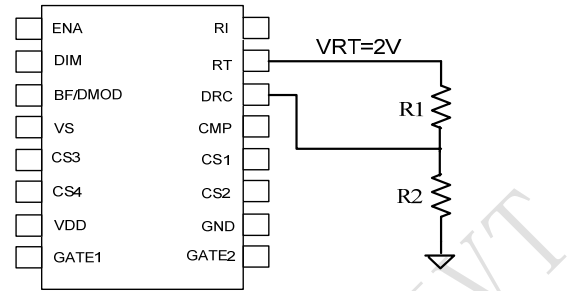 ENA RI
DIM RT VRT=2V
BF/DMOD DRC R1
VS CMP
CS3 CS1
CS4 CS2 R2
VDD GND
GATE1 GATE2